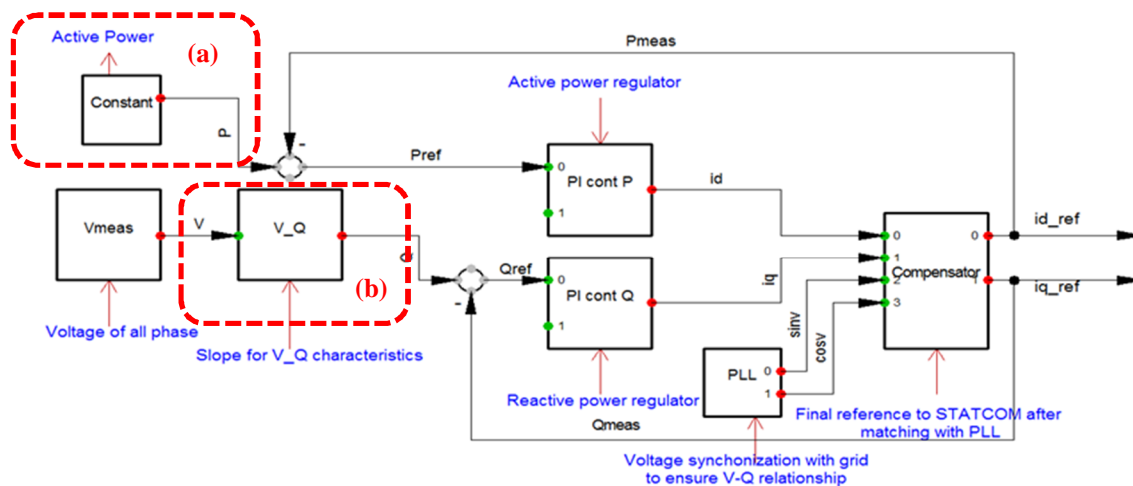 Active Power
(a)
Constant
P
Pmeas
-
Active power regulator
Pref
0
PI cont P
1
id
Vmeas
V
V_Q
(b)
Voltage of all phase
Slope for V_Q characteristics
-
Qref
0
PI cont Q
1
iq
Reactive power regulator
Qmeas
sinv
cosv
PLL
0
1
Voltage synchonization with grid
to ensure V-Q relationship
0
1
2
3
Compensator
0
1
id_ref
iq_ref
Final reference to STATCOM after
matching with PLL